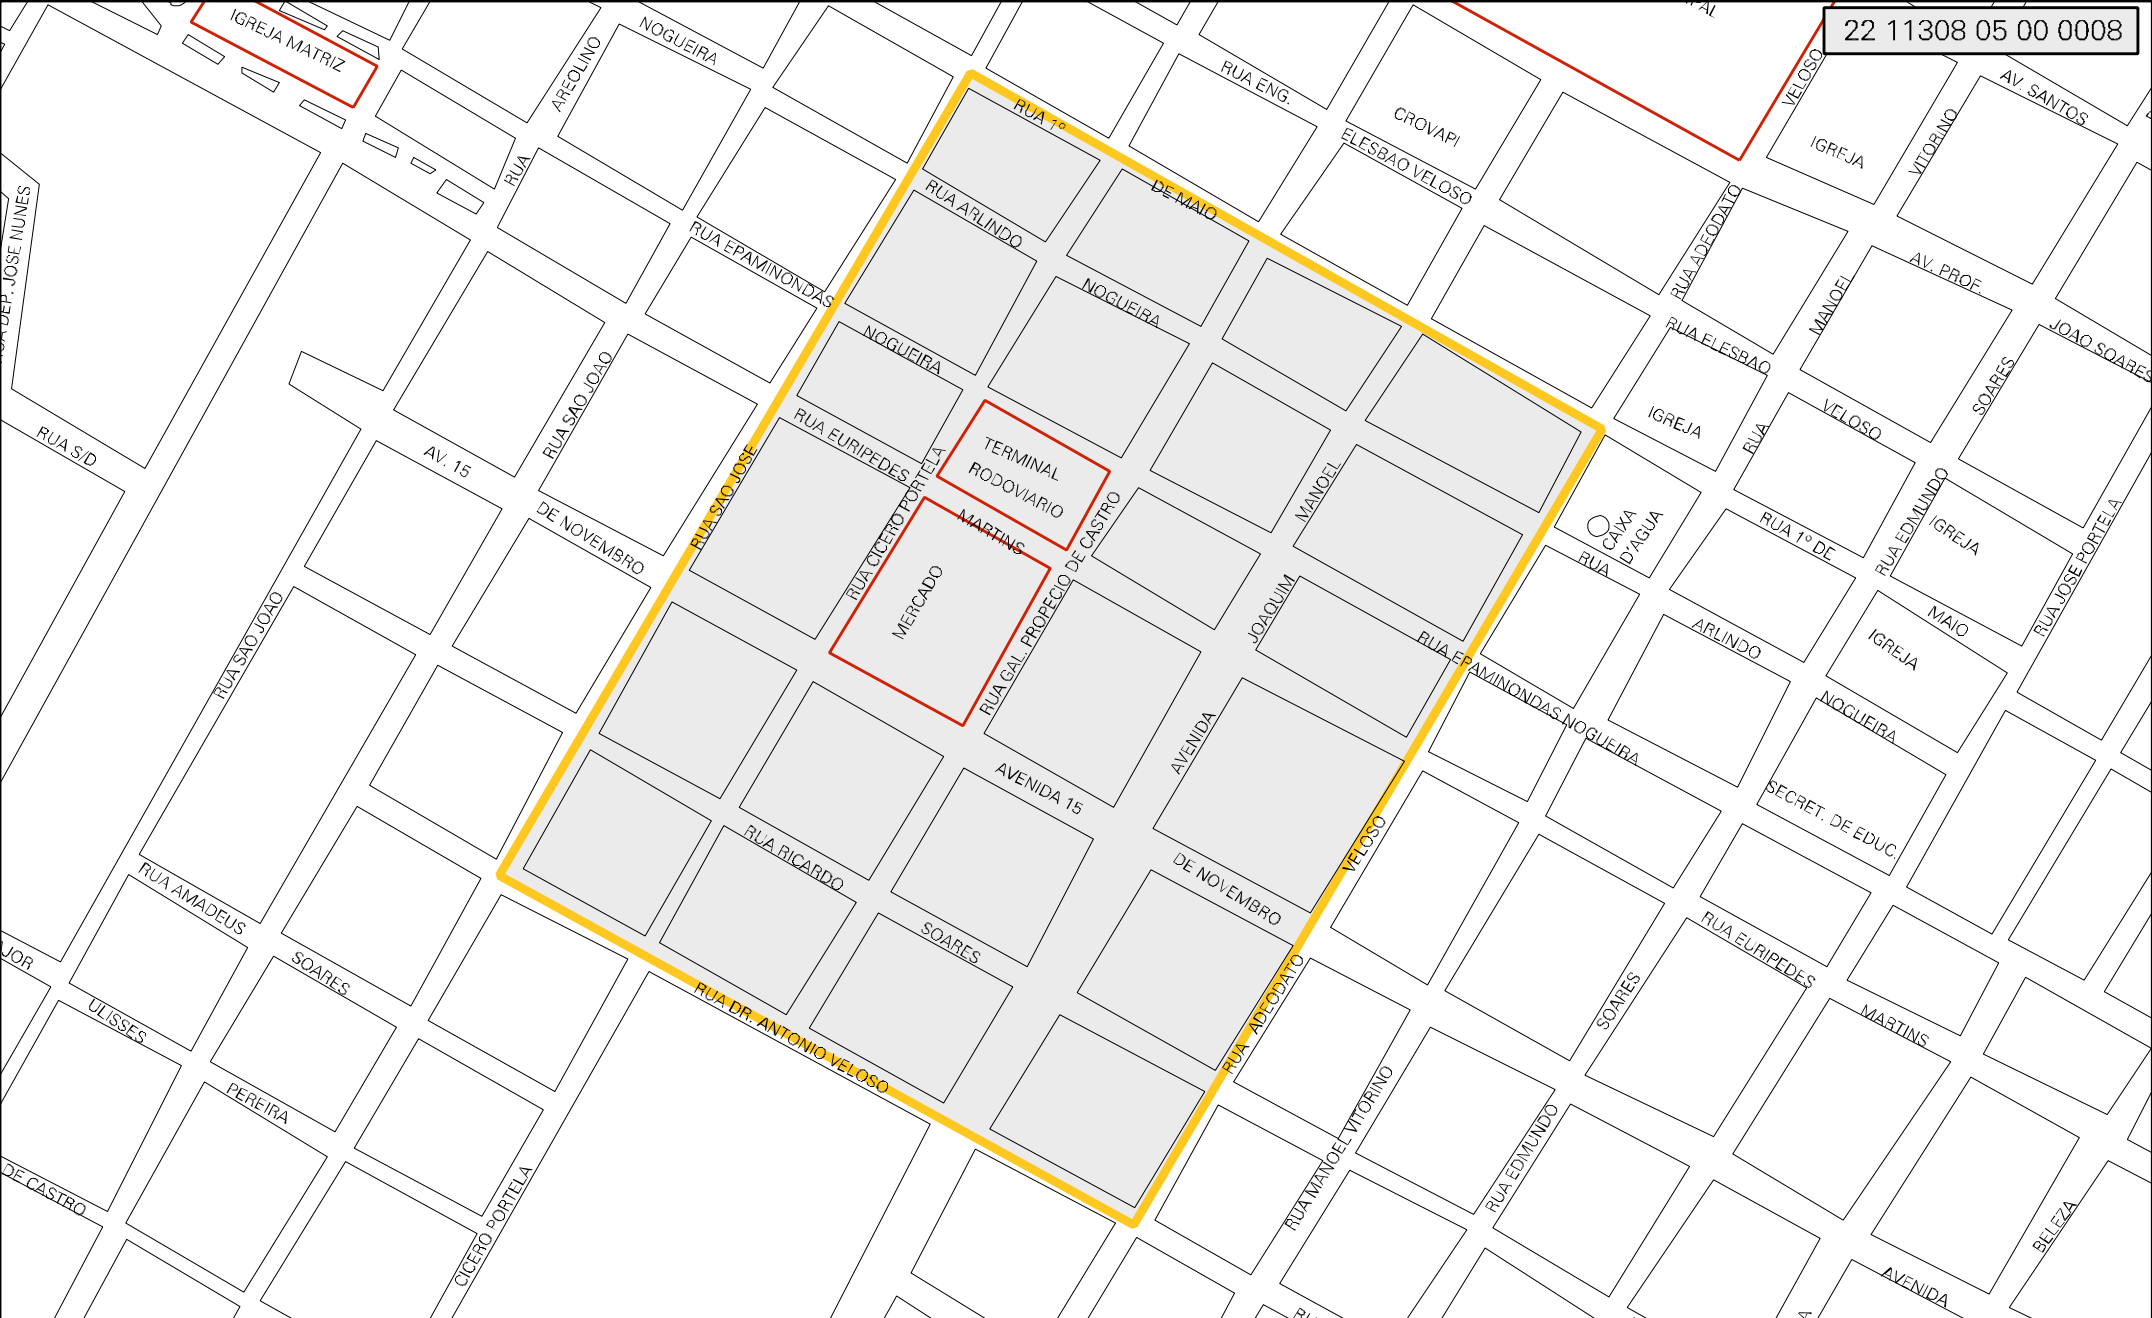 22 11308 05 00 0008
IGREJA MATRIZ
NOGUEIRA
AREOLINO
RUA
RUA ENG.
ELESBAO VELOSO
CROVAPI
VELOSO
IGREJA
AV. SANTOS
VITORINO
RUA 1º
DE MAIO
RUA ARLINDO
NOGUEIRA
RUA EPAMINONDAS
NOGUEIRA
RUA ADEODATO
AV. PROF.
JOAO SOARES
MANOEL
RUA
RUA ELESBAO
VELOSO
IGREJA
SOARES
DEP. JOSE NUNES
RUA S/D
AV. 15
DE NOVEMBRO
RUA SAO JOAO
RUA SAO JOAO
RUA SAO JOSE
RUA EURIPEDES
MARTINS
TERMINAL
RODOVIARIO
RUA CICERO PORTELA
MERCADO
RUA GAL. PROPECIO DE CASTRO
MANOEL
JOAQUIM
AVENIDA
CAIXA
D'AGUA
RUA
ARLINDO
NOGUEIRA
RUA 1º DE
MAIO
RUA EDMUNDO
IGREJA
IGREJA
RUA JOSE PORTELA
RUA EPAMINONDAS NOGUEIRA
SECRET. DE EDUC.
AVENIDA 15
DE NOVEMBRO
VELOSO
RUA ADEODATO
RUA RICARDO
SOARES
RUA AMADEUS
SOARES
JOR
ULISSES
PEREIRA
DE CASTRO
CICERO PORTELA
RUA DR. ANTONIO VELOSO
RUA EURIPEDES
MARTINS
SOARES
RUA EDMUNDO
RUA MANOEL VITORINO
BELEZA
AVENIDA